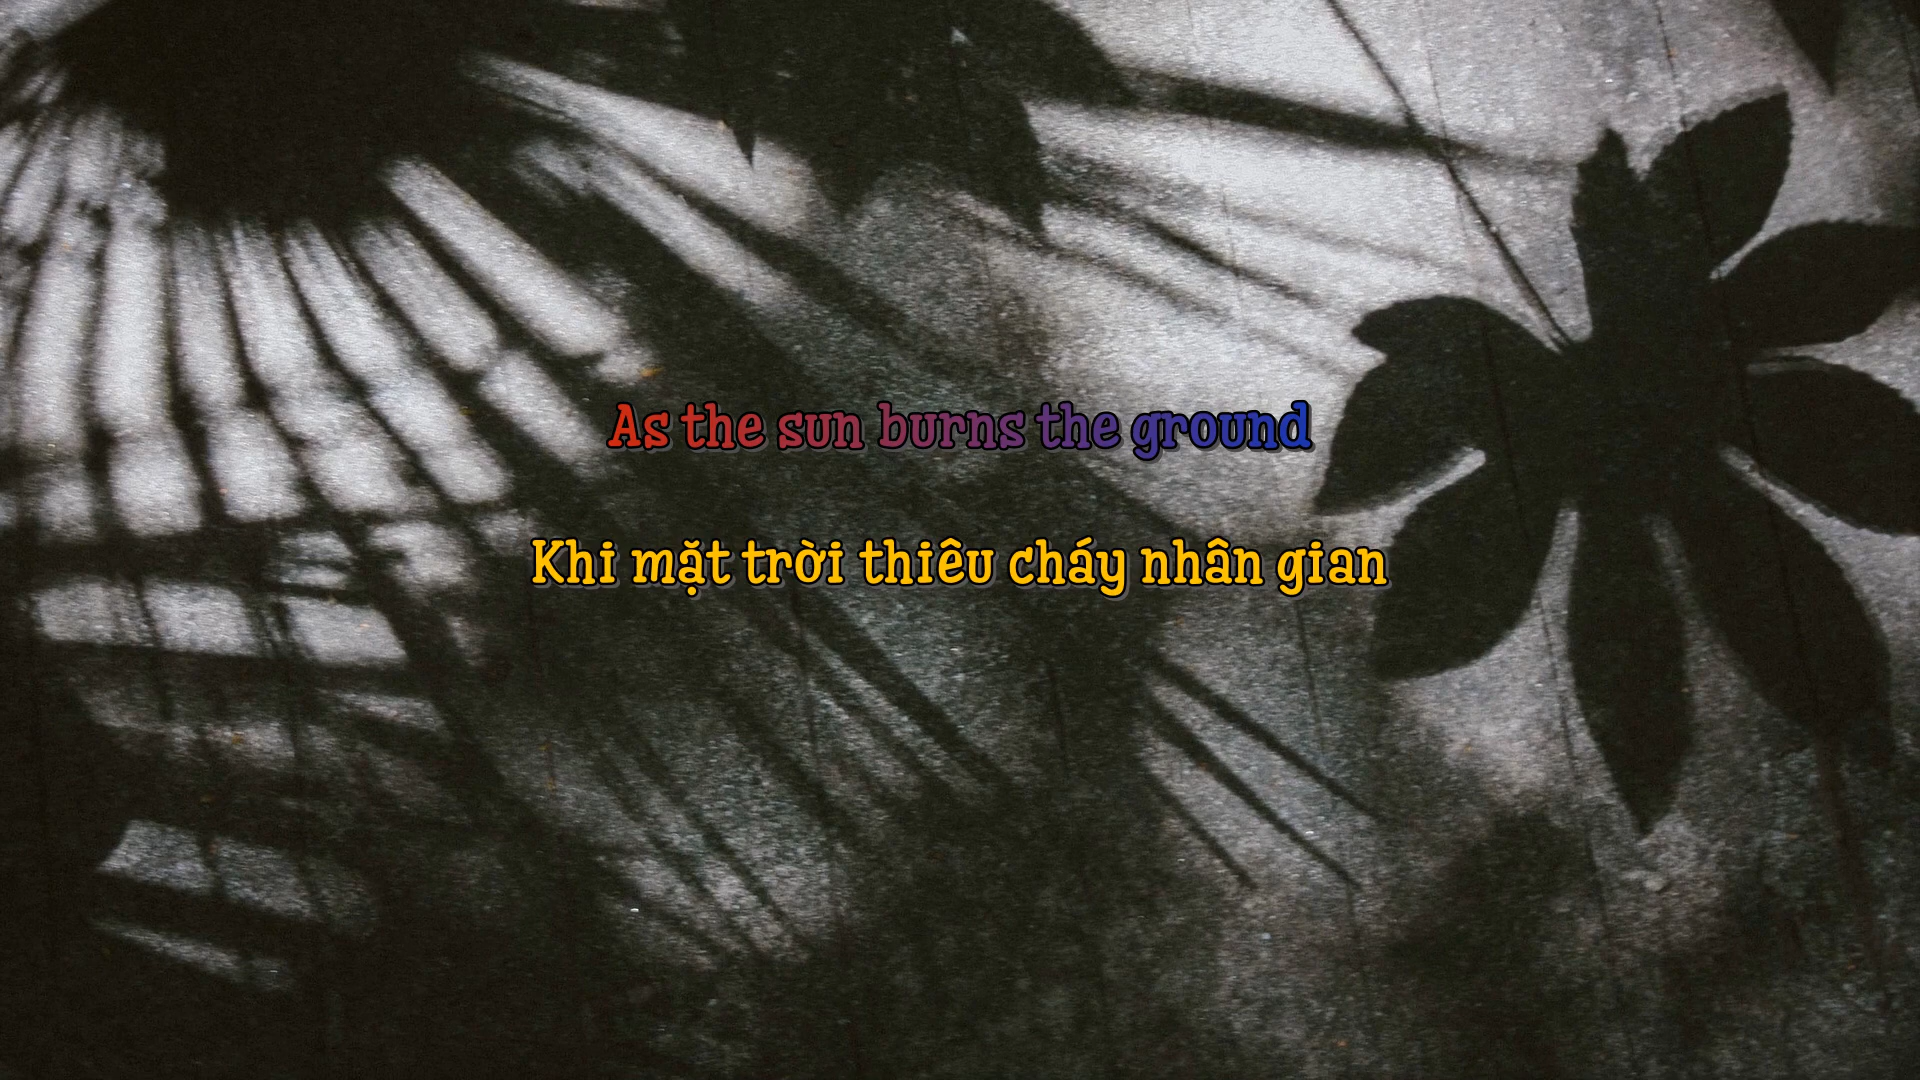 As the sun burns the ground
Khi mặt trời thiêu cháy nhân gian